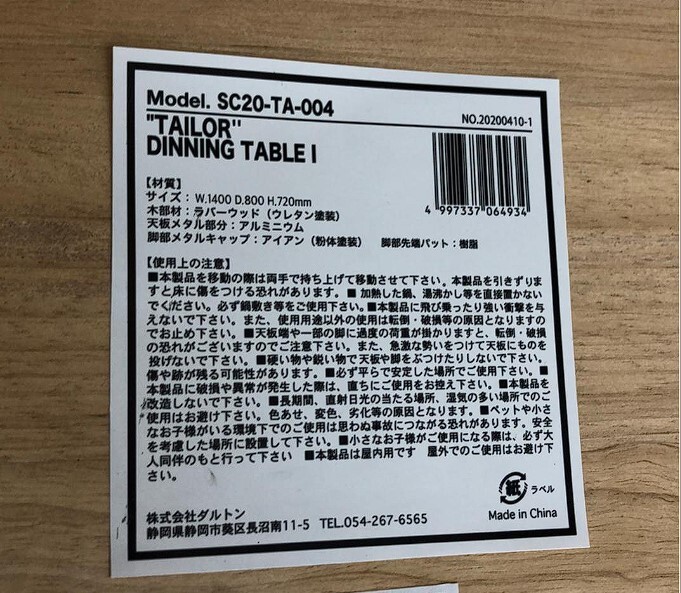 Model. SC20-TA-004
NO.20200410-1
"TAILOR"
DINNING TABLE I
4 997337 064934
【材質】
サイズ：W.1400 D.800 H.720mm
木部材：ラバーウッド（ウレタン塗装）
天板メタル部分：アルミニウム
脚部メタルキャップ：アイアン（粉体塗装） 脚部先端パット：樹脂
【使用上の注意】
■本製品を移動の際は両手で持ち上げて移動させて下さい。本製品を引きずりま
すと床に傷をつける恐れがあります。■ 加熱した鍋、湯沸かし等を直接置かない
でください。必ず鍋敷き等をご使用下さい。■本製品に飛び乗ったり強い衝撃を与
えないで下さい。また、使用用途以外の使用は転倒・破損等の原因となりますの
でお止め下さい。■天板端や一部の脚に過度の荷重が掛かりますと、転倒・破損
の恐れがございますのでご注意下さい。また、急激な勢いをつけて天板にものを
投げないで下さい。■硬い物や鋭い物で天板や脚をぶつけたりしないで下さい。
傷や跡が残る可能性があります。■必ず平らで安定した場所でご使用下さい。■
本製品に破損や異常が発生した際は、直ちにご使用をお控え下さい。■本製品を
改造しないで下さい。■長期間、直射日光の当たる場所、湿気の多い場所でのご
使用はお避け下さい。色あせ、変色、劣化等の原因となります。■ペットや小さ
なお子様がいる環境下でのご使用は思わぬ事故につながる恐れがあります。安全
を考慮した場所に設置して下さい。■小さなお子様がご使用になる際は、必ず大
人同伴のもと行って下さい ■本製品は屋内用です 屋外でのご使用はお避け下
さい。
紙 ラベル
株式会社ダルトン
静岡県静岡市葵区長沼南11-5 TEL.054-267-6565
Made in China